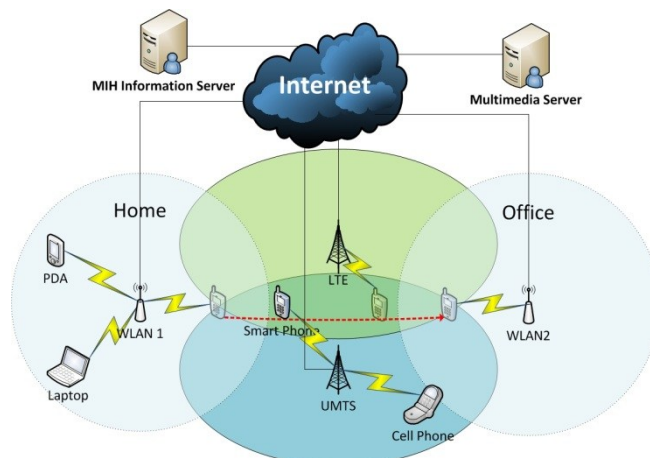 MIH Information Server
Internet
Multimedia Server
Home
Office
PDA
LTE
WLAN 1
Smart Phone
WLAN2
Laptop
UMTS
Cell Phone